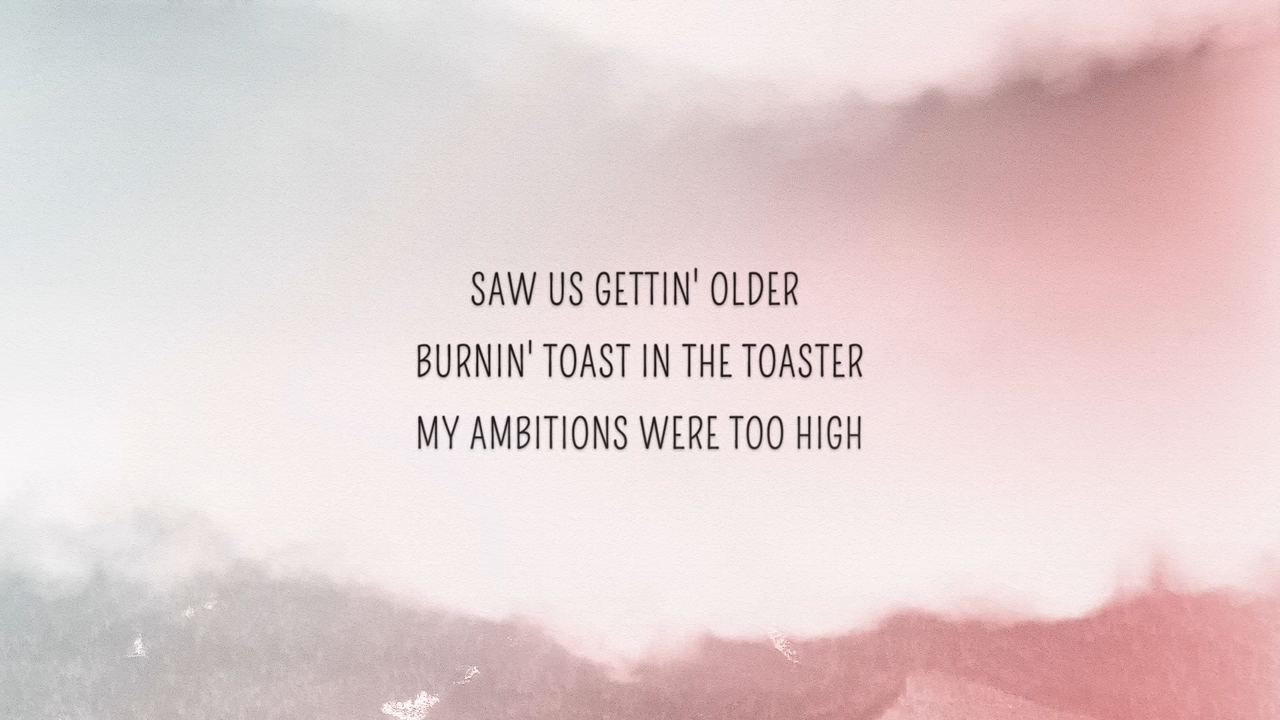 SAW US GETTIN' OLDER
BURNIN' TOAST IN THE TOASTER
MY AMBITIONS WERE TOO HIGH